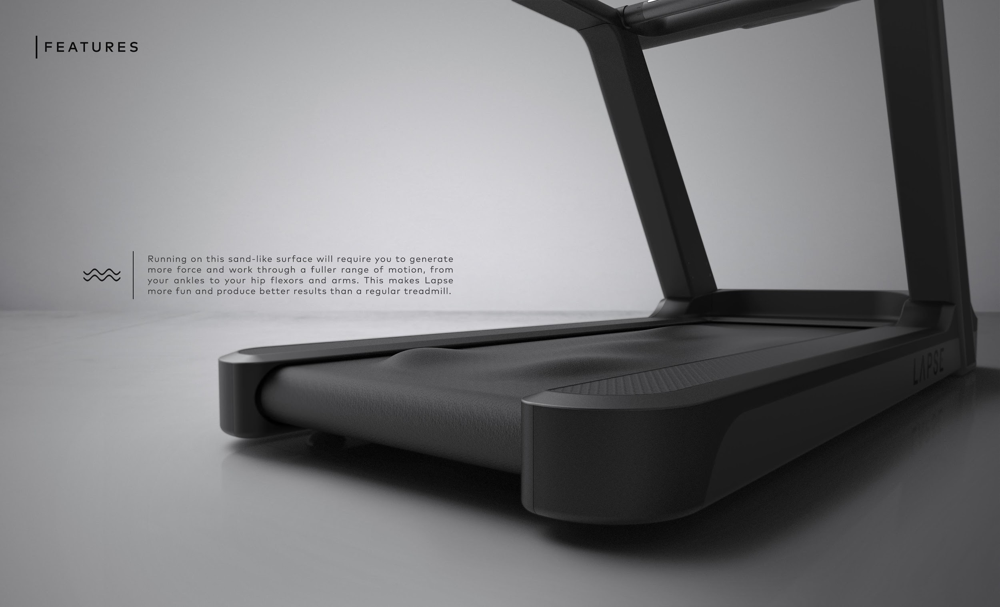 FEATURES
Running on this sand-like surface will require you to generate
more force and work through a fuller range of motion, from
your ankles to your hip flexors and arms. This makes Lapse
more fun and produce better results than a regular treadmill.
LAPSE